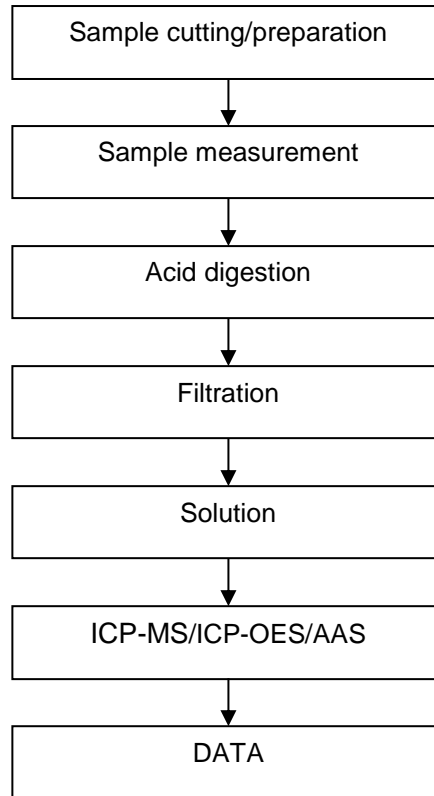 Sample cutting/preparation
Sample measurement
Acid digestion
Filtration
Solution
ICP-MS/ICP-OES/AAS
DATA